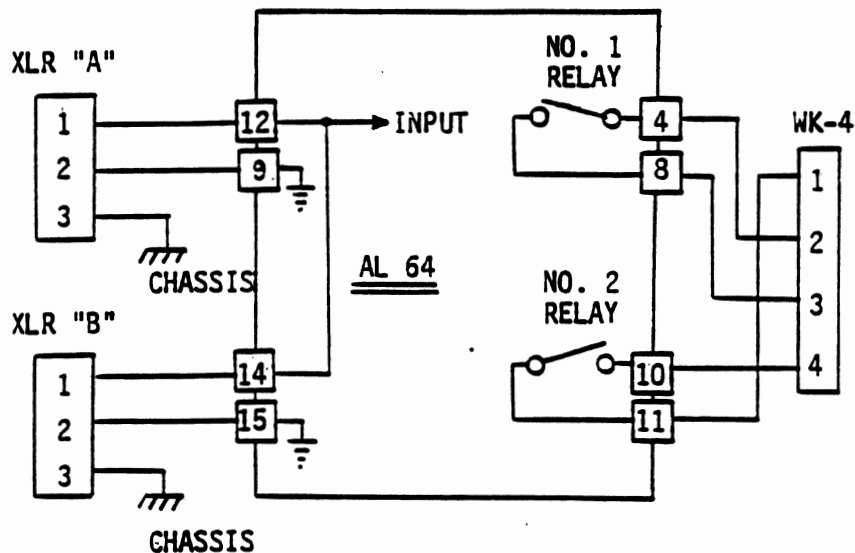 XLR "A"
1
2
3
CHASSIS
12
9
INPUT
AL 64
XLR "B"
1
2
3
CHASSIS
14
15
NO. 1
RELAY
4
8
NO. 2
RELAY
10
11
WK-4
1
2
3
4